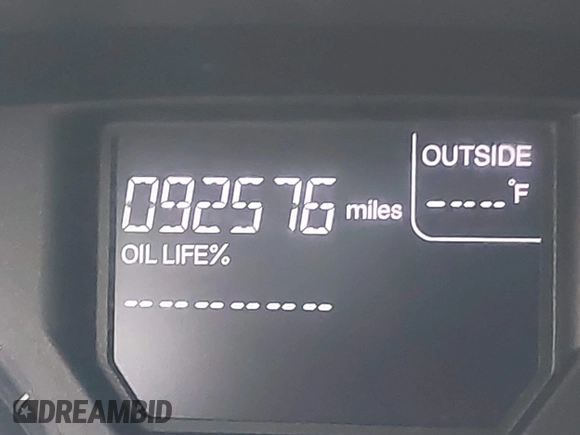 OUTSIDE
----- °F
092576 miles
OIL LIFE%
-----------
DREAMBID